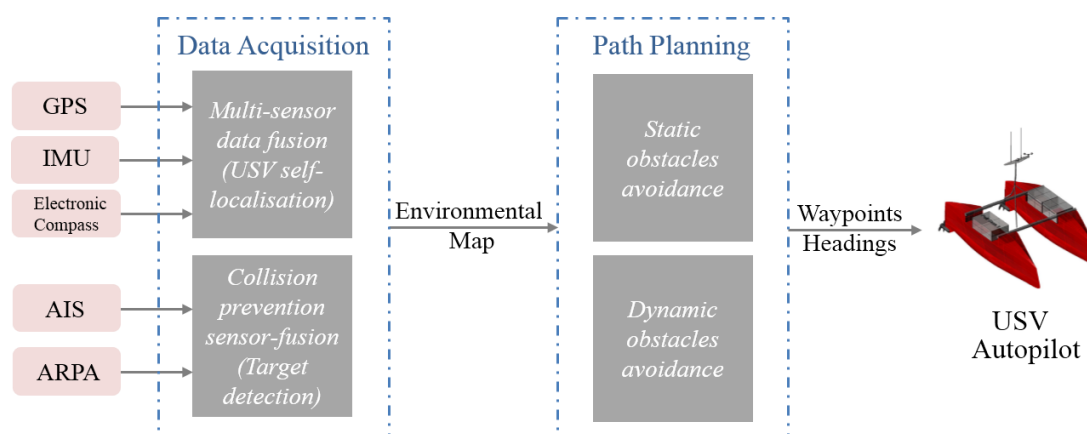 Data Acquisition
GPS
IMU
Electronic
Compass
Multi-sensor
data fusion
(USV self-
localisation)
AIS
ARPA
Collision
prevention
sensor-fusion
(Target
detection)
Environmental
Map
Path Planning
Static
obstacles
avoidance
Dynamic
obstacles
avoidance
Waypoints
Headings
USV
Autopilot